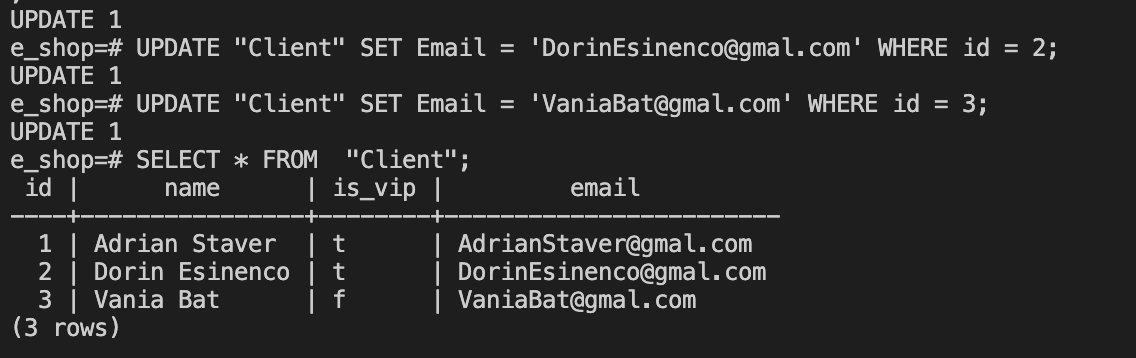 ;
UPDATE 1
e_shop=# UPDATE "Client" SET Email = 'DorinEsinenco@gmal.com' WHERE id = 2;
UPDATE 1
e_shop=# UPDATE "Client" SET Email = 'VaniaBat@gmal.com' WHERE id = 3;
UPDATE 1
e_shop=# SELECT * FROM  "Client";
 id |      name      | is_vip |         email
----+----------------+--------+------------------------
  1 | Adrian Staver  | t      | AdrianStaver@gmal.com
  2 | Dorin Esinenco | t      | DorinEsinenco@gmal.com
  3 | Vania Bat      | f      | VaniaBat@gmal.com
(3 rows)